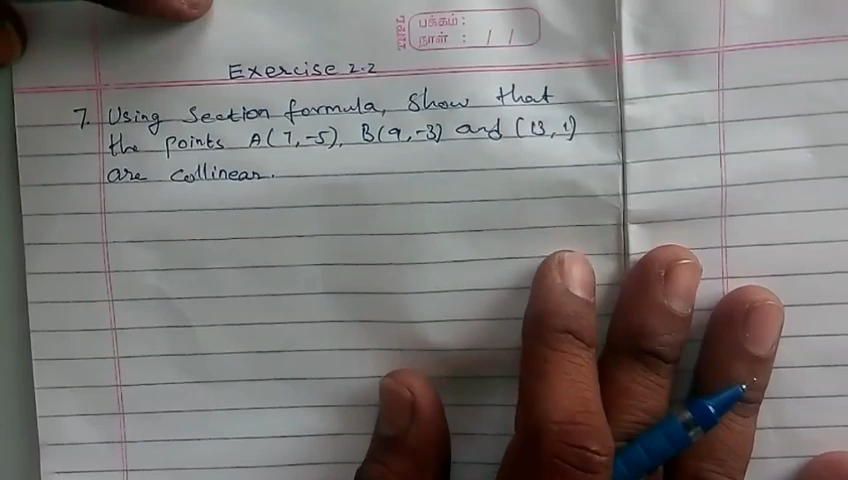 பக்கம் :
நாள் : / /
Exercise 2.2
7. Using Section formula, Show that
the points A(7,-5), B(9,-3) and (13,1)
are collinear.